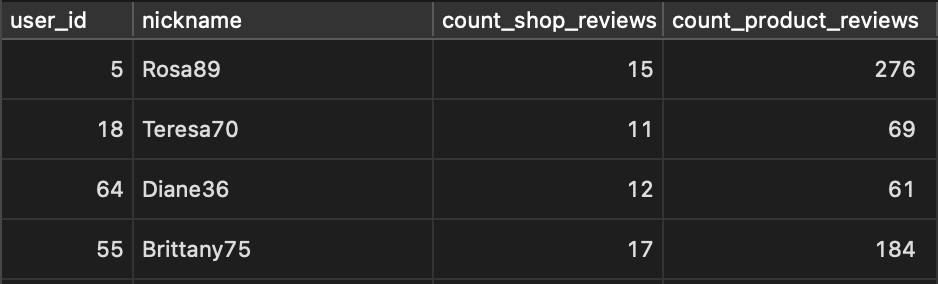 user_id nickname count_shop_reviews count_product_reviews
5 Rosa89 15 276
18 Teresa70 11 69
64 Diane36 12 61
55 Brittany75 17 184